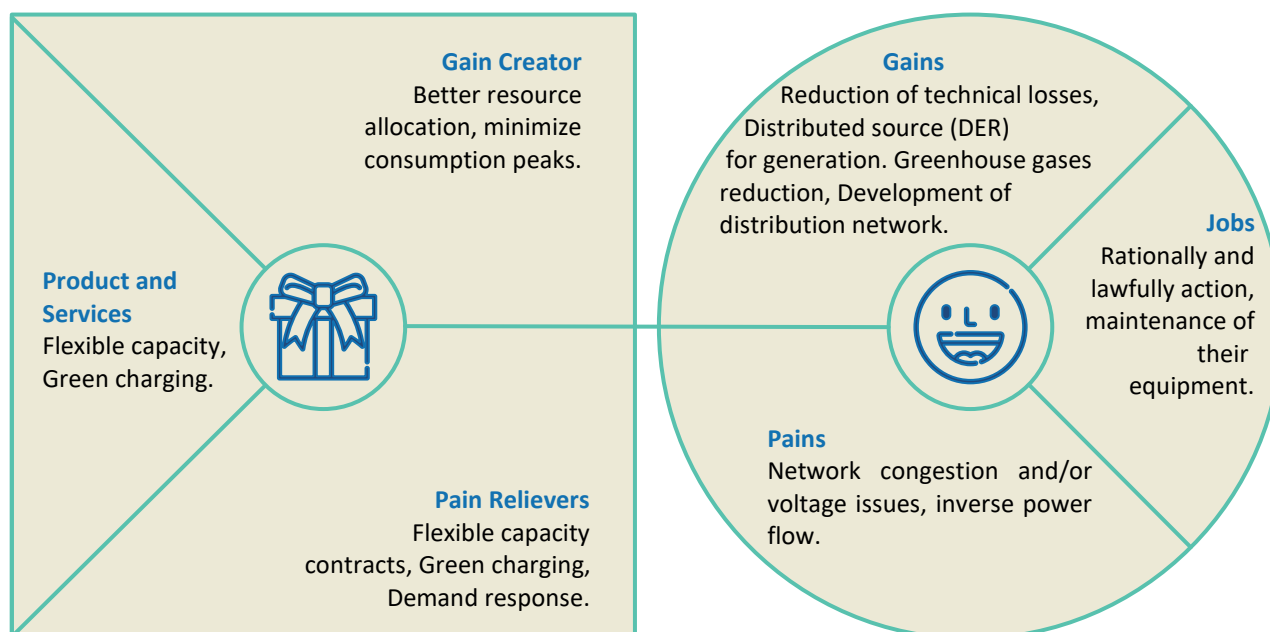 Gain Creator
Better resource
allocation, minimize
consumption peaks.
Product and
Services
Flexible capacity,
Green charging.
Pain Relievers
Flexible capacity
contracts, Green charging,
Demand response.
Gains
Reduction of technical losses,
Distributed source (DER)
for generation. Greenhouse gases
reduction, Development of
distribution network.
Jobs
Rationally and
lawfully action,
maintenance of
their
equipment.
Pains
Network congestion and/or
voltage issues, inverse power
flow.